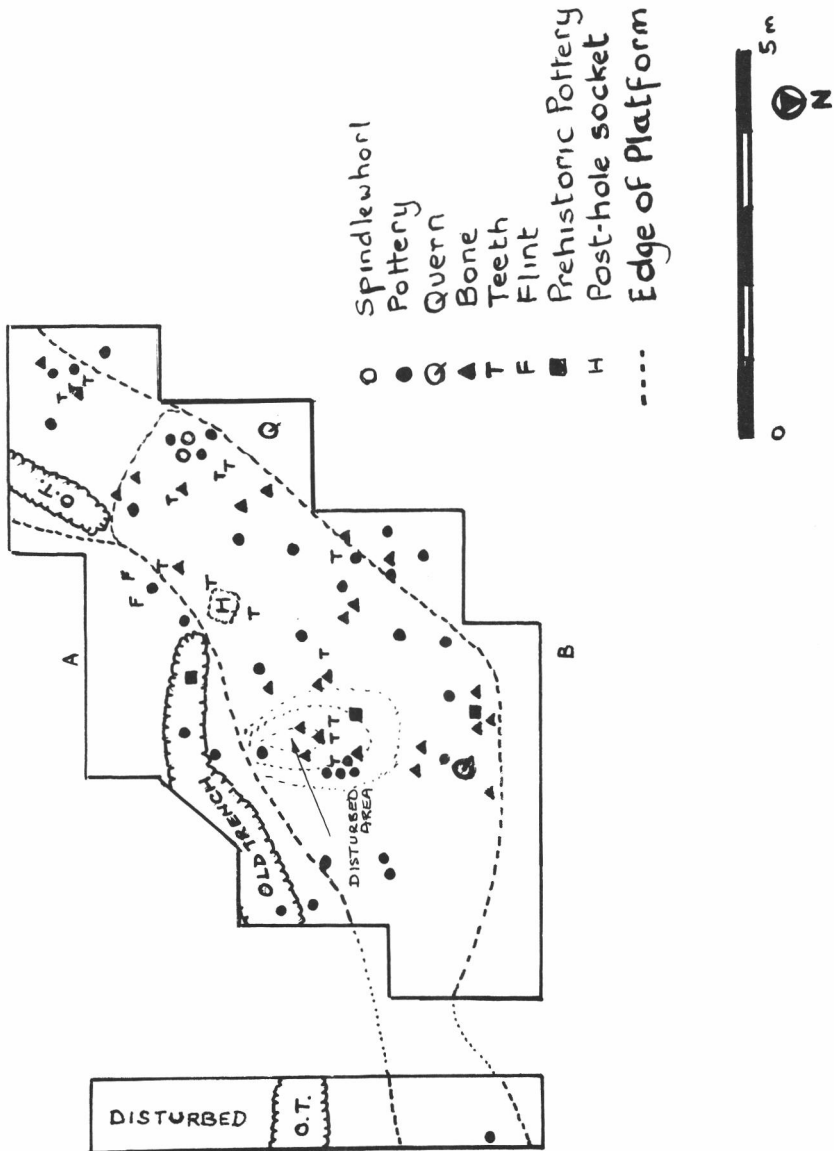 A
B
O.T.
F
F
T
T
T
T
T
T
T
T
T
T
T
T
T
T
H
Q
Q
OLD TRENCH
DISTURBED
AREA
DISTURBED
O.T.
O Spindlewhorl
● Pottery
Q Quern
▲ Bone
T Teeth
F Flint
■ Prehistoric Pottery
H Post-hole socket
---- Edge of Platform
0
5m
N